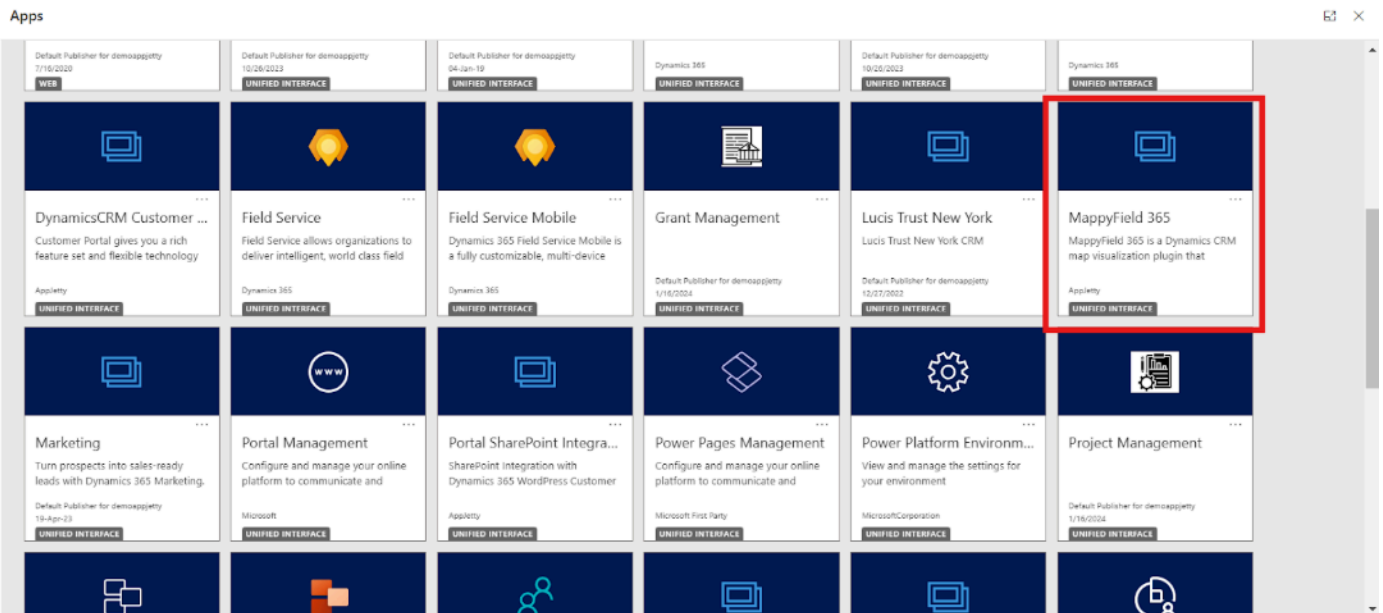 Apps
Default Publisher for demoappjetty
7/16/2020
WEB
Default Publisher for demoappjetty
10/26/2023
UNIFIED INTERFACE
Default Publisher for demoappjetty
04-Jan-19
UNIFIED INTERFACE
Dynamics 365
UNIFIED INTERFACE
Default Publisher for demoappjetty
10/26/2023
UNIFIED INTERFACE
Dynamics 365
UNIFIED INTERFACE
DynamicsCRM Customer ...
Customer Portal gives you a rich
feature set and flexible technology
Appjetty
UNIFIED INTERFACE
Field Service
Field Service allows organizations to
deliver intelligent, world class field
Dynamics 365
UNIFIED INTERFACE
Field Service Mobile
Dynamics 365 Field Service Mobile is
a fully customizable, multi-device
Dynamics 365
UNIFIED INTERFACE
Grant Management
Default Publisher for demoappjetty
1/16/2024
UNIFIED INTERFACE
Lucis Trust New York
Lucis Trust New York CRM
Default Publisher for demoappjetty
12/27/2022
UNIFIED INTERFACE
MappyField 365
MappyField 365 is a Dynamics CRM
map visualization plugin that
Appjetty
UNIFIED INTERFACE
Marketing
Turn prospects into sales-ready
leads with Dynamics 365 Marketing.
Default Publisher for demoappjetty
19-Apr-23
UNIFIED INTERFACE
www
Portal Management
Configure and manage your online
platform to communicate and
Microsoft
UNIFIED INTERFACE
Portal SharePoint Integra...
SharePoint Integration with
Dynamics 365 WordPress Customer
AppJetty
UNIFIED INTERFACE
Power Pages Management
Configure and manage your online
platform to communicate and
Microsoft First Party
UNIFIED INTERFACE
Power Platform Environm...
View and manage the settings for
your environment
MicrosoftCorporation
UNIFIED INTERFACE
Project Management
Default Publisher for demoappjetty
1/16/2024
UNIFIED INTERFACE